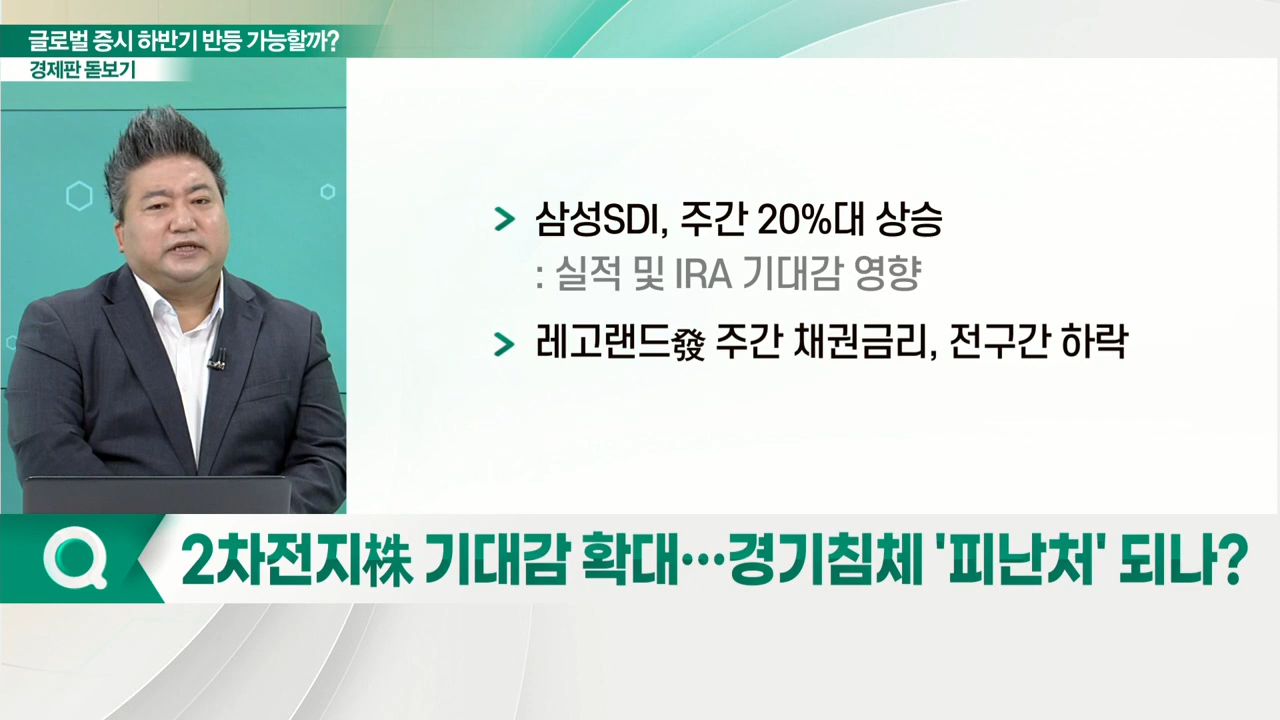 글로벌 증시 하반기 반등 가능할까?
경제판 돋보기
> 삼성SDI, 주간 20%대 상승
: 실적 및 IRA 기대감 영향
> 레고랜드發 주간 채권금리, 전구간 하락
2차전지株 기대감 확대…경기침체 '피난처' 되나?